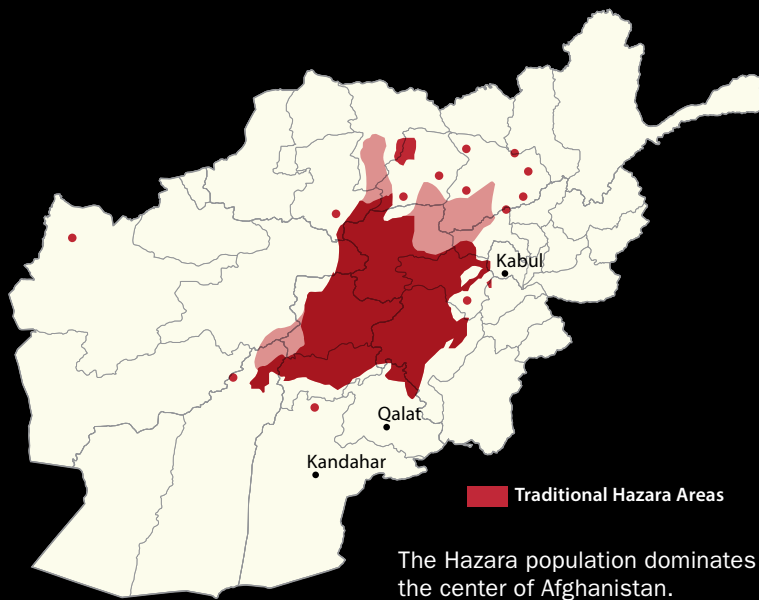 Kabul
Qalat
Kandahar
Traditional Hazara Areas
The Hazara population dominates
the center of Afghanistan.